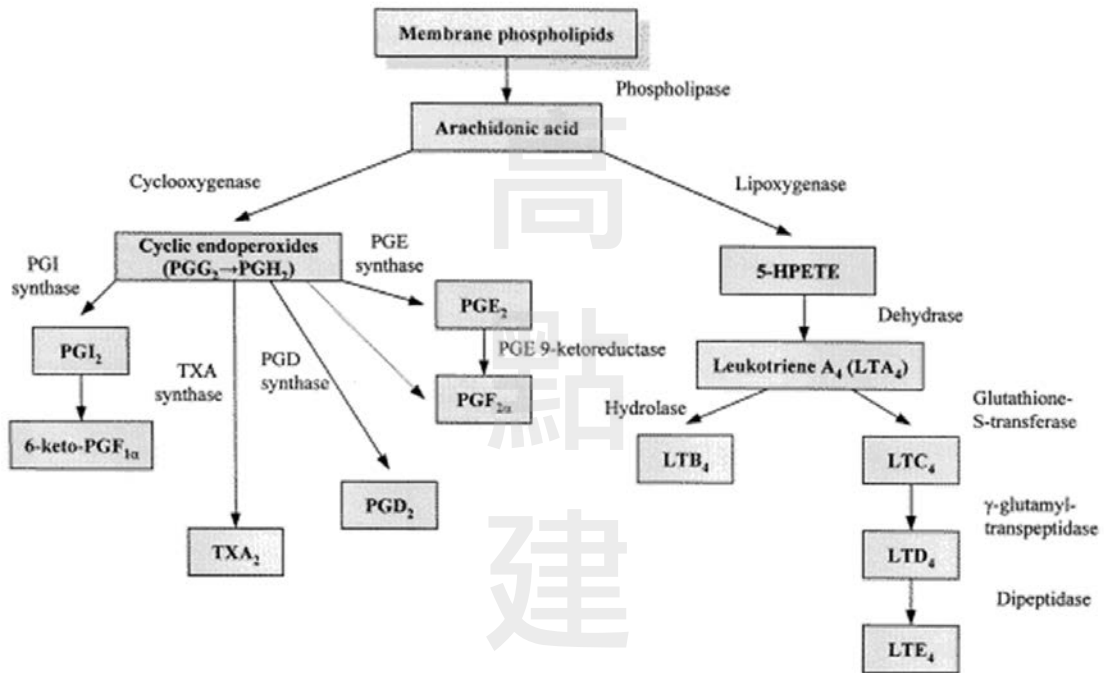 Membrane phospholipids
Phospholipase
Arachidonic acid
Cyclooxygenase
Lipoxygenase
Cyclic endoperoxides
(PGG₂→PGH₂)
PGI
synthase
PGE
synthase
5-HPETE
PGE₂
Dehydrase
PGI₂
TXA
synthase
PGD
synthase
PGE 9-ketoreductase
Leukotriene A₄ (LTA₄)
PGF₂α
Hydrolase
Glutathione-
S-transferase
6-keto-PGF₁α
LTB₄
LTC₄
PGD₂
γ-glutamyl-
transpeptidase
TXA₂
LTD₄
Dipeptidase
LTE₄
高
點
建